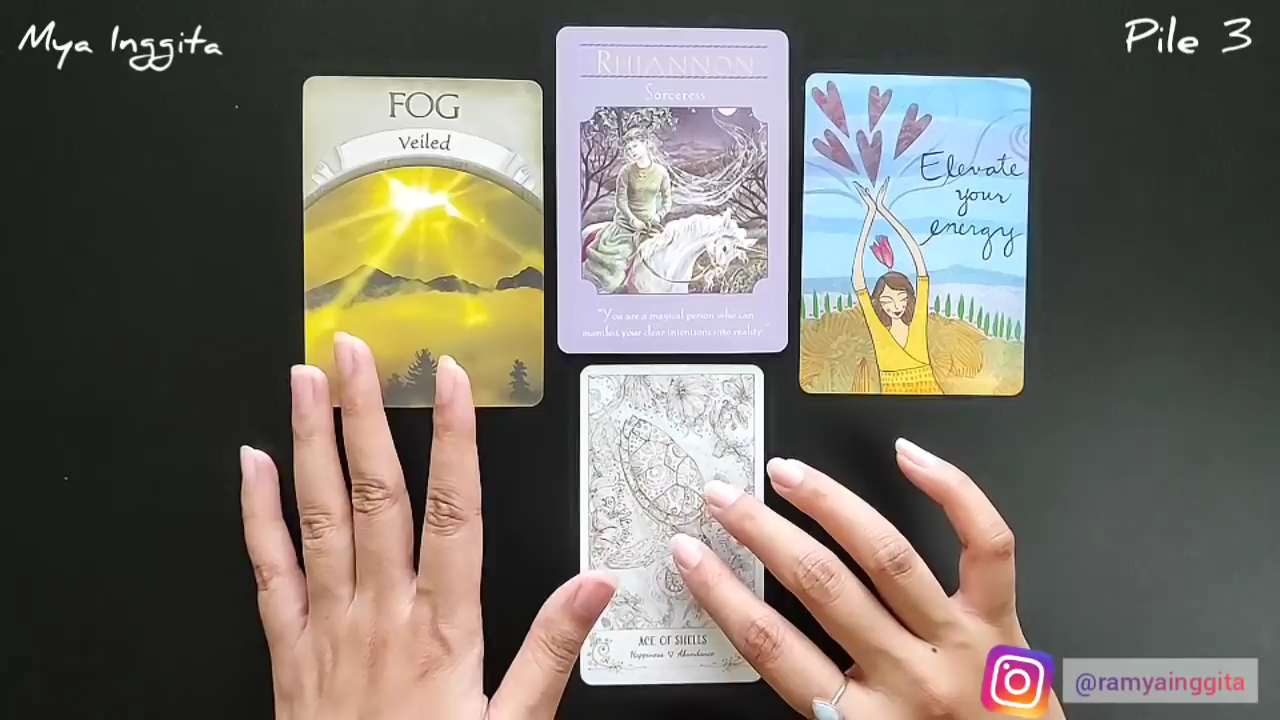 Mya Inggita
Pile 3
FOG
Veiled
RHIANNON
Sorceress
"You are a magical person who can
manifest your clear intentions into reality."
Elevate
your
energy
ACE OF SHELLS
Happiness ♡ Abundance
@ramyainggita